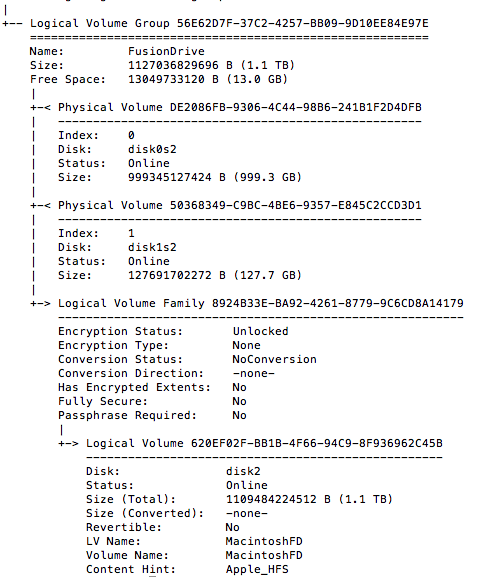 |
+-- Logical Volume Group 56E62D7F-37C2-4257-BB09-9D10EE84E97E
=========================================================
Name: FusionDrive
Size: 1127036829696 B (1.1 TB)
Free Space: 13049733120 B (13.0 GB)
|
+-< Physical Volume DE2086FB-9306-4C44-98B6-241B1F2D4DFB
| ----------------------------------------------------
| Index: 0
| Disk: disk0s2
| Status: Online
| Size: 999345127424 B (999.3 GB)
|
+-< Physical Volume 50368349-C9BC-4BE6-9357-E845C2CCD3D1
| ----------------------------------------------------
| Index: 1
| Disk: disk1s2
| Status: Online
| Size: 127691702272 B (127.7 GB)
|
+-> Logical Volume Family 8924B33E-BA92-4261-8779-9C6CD8A14179
----------------------------------------------------------
Encryption Status: Unlocked
Encryption Type: None
Conversion Status: NoConversion
Conversion Direction: -none-
Has Encrypted Extents: No
Fully Secure: No
Passphrase Required: No
|
+-> Logical Volume 620EF02F-BB1B-4F66-94C9-8F936962C45B
---------------------------------------------------
Disk: disk2
Status: Online
Size (Total): 1109484224512 B (1.1 TB)
Size (Converted): -none-
Revertible: No
LV Name: MacintoshFD
Volume Name: MacintoshFD
Content Hint: Apple_HFS